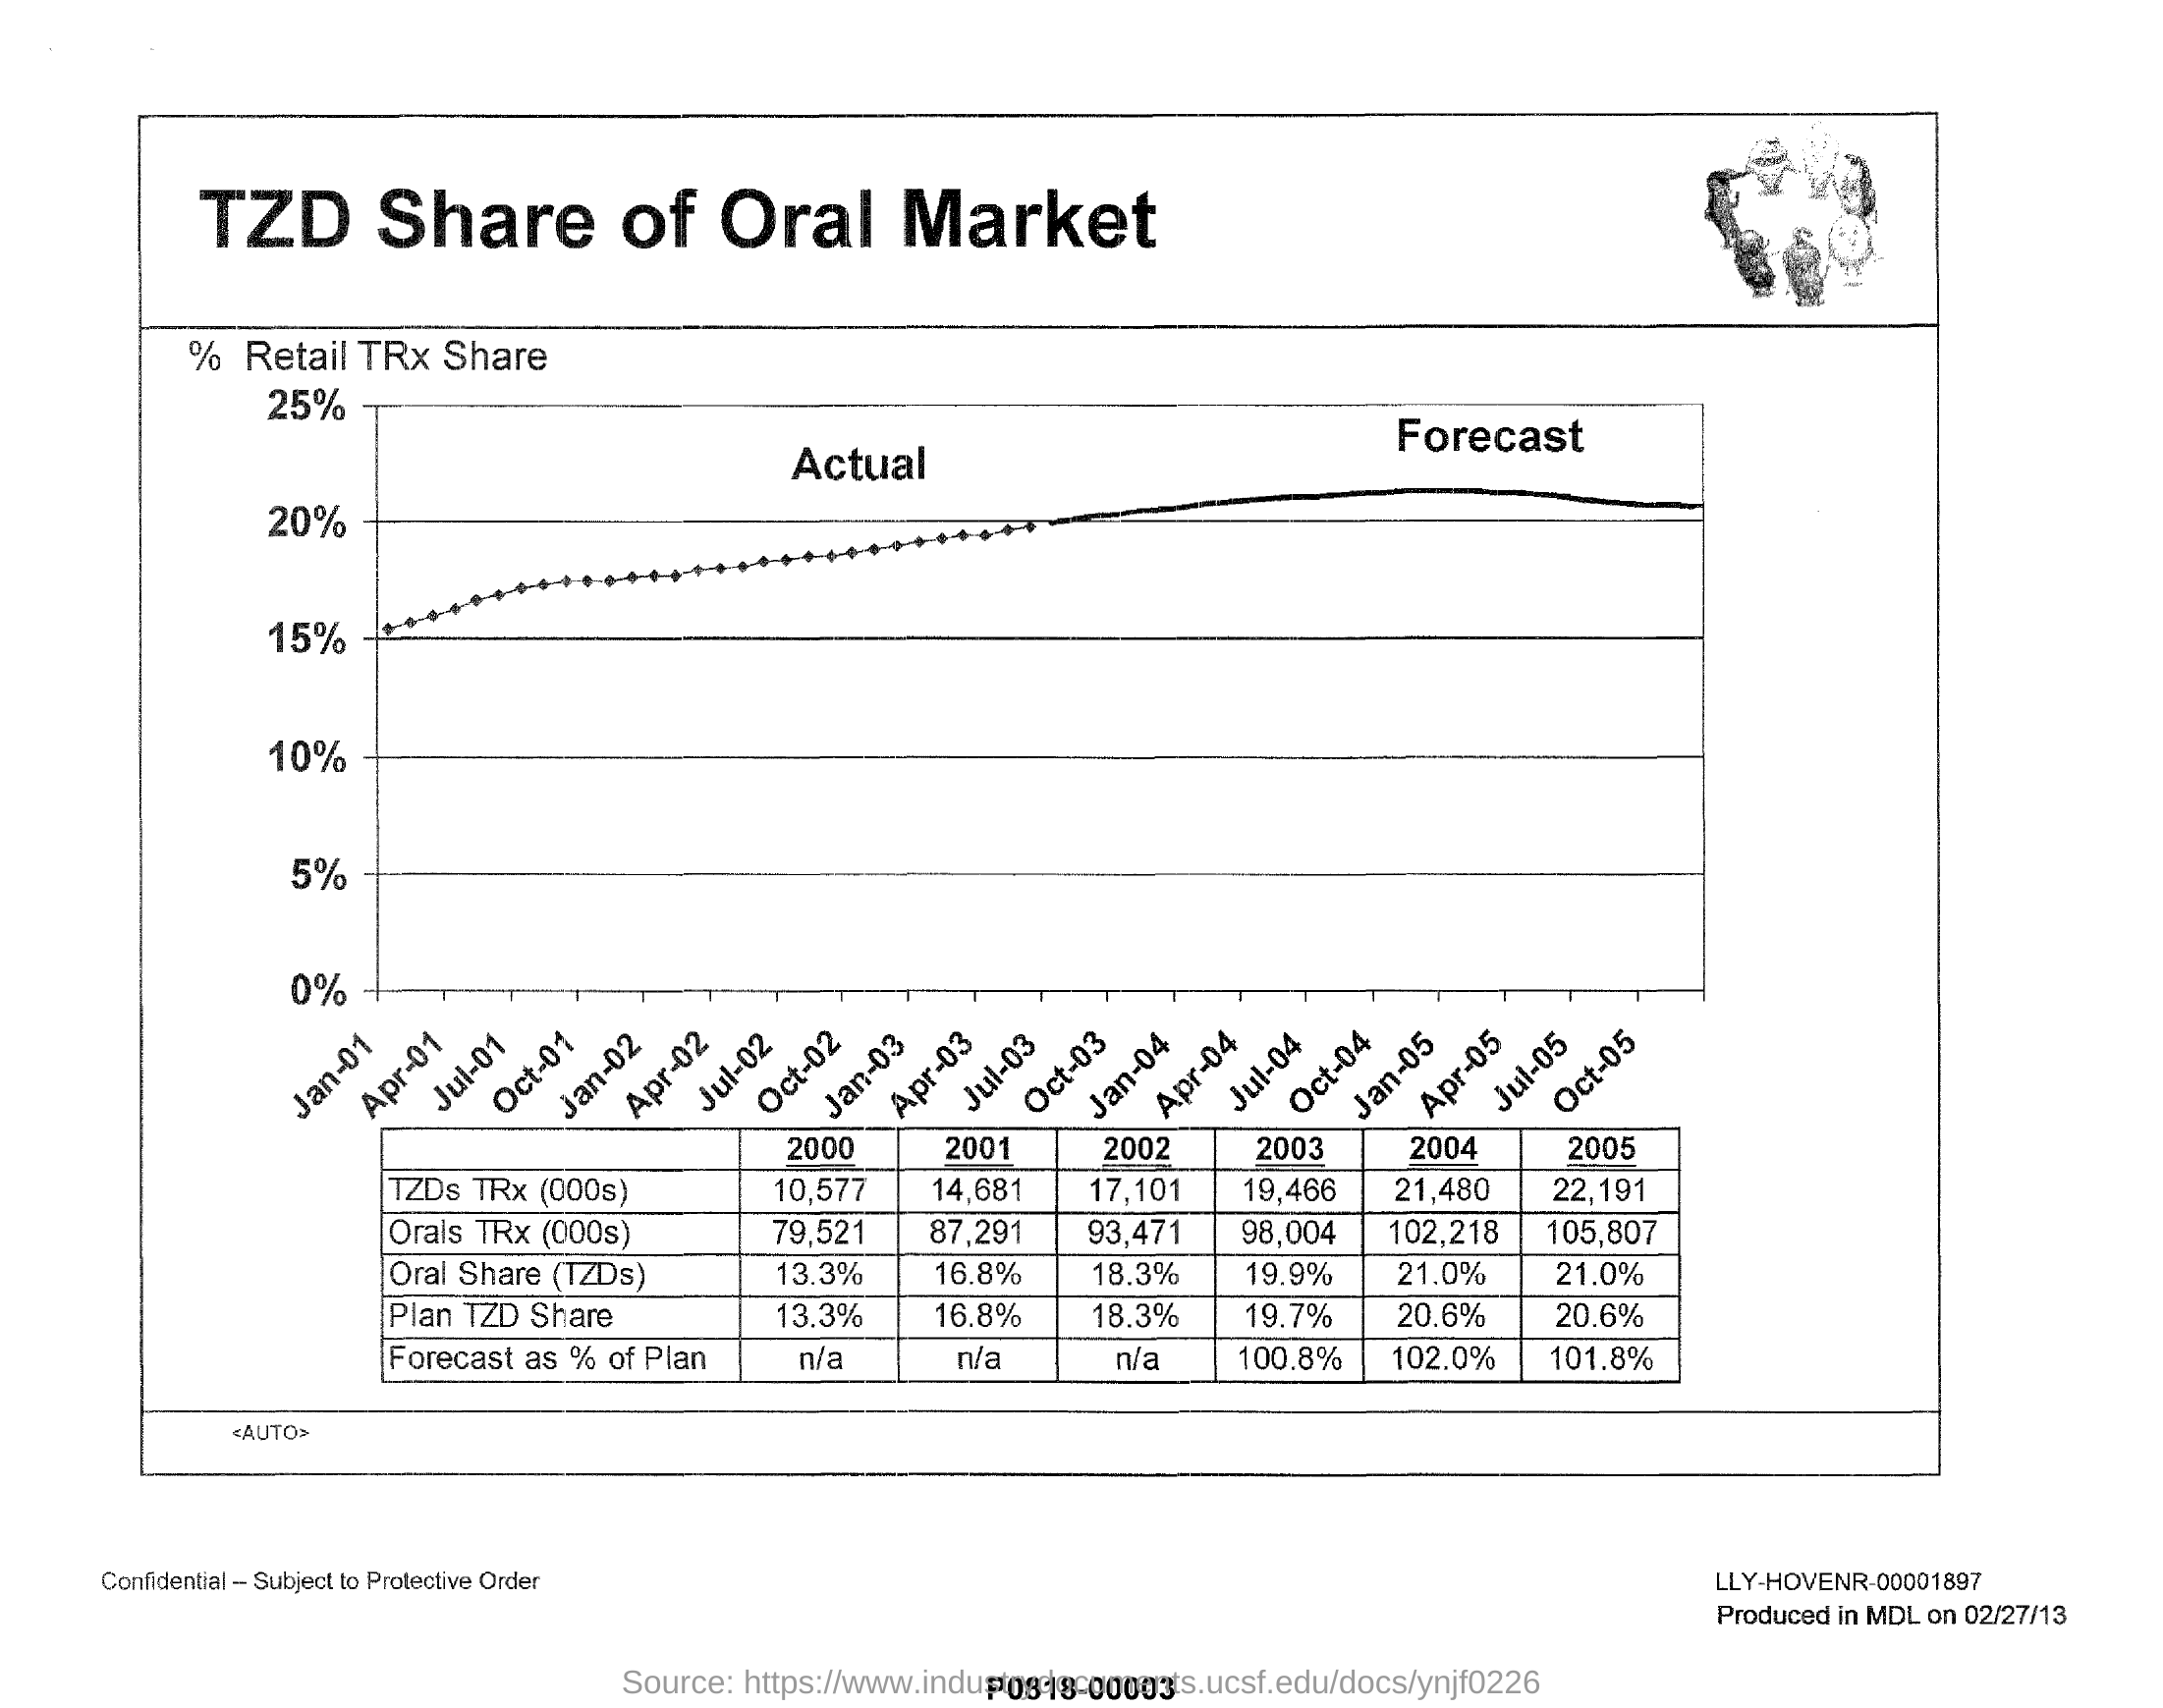 TZD Share of Oral Market
% Retail TRx Share
25%
20%
15%
10%
5%
0%
Actual
Forecast
Jan-01 Apr-01 Jul-01 Oct-01 Jan-02 Apr-02 Jul-02 Oct-02 Jan-03 Apr-03 Jul-03 Oct-03 Jan-04 Apr-04 Jul-04 Oct-04 Jan-05 Apr-05 Jul-05 Oct-05
2000 2001 2002 2003 2004 2005
TZDs TRx (000s) 10,577 14,681 17,101 19,466 21,480 22,191
Orals TRx (000s) 79,521 87,291 93,471 98,004 102,218 105,807
Oral Share (TZDs) 13.3% 16.8% 18.3% 19.9% 21.0% 21.0%
Plan TZD Share 13.3% 16.8% 18.3% 19.7% 20.6% 20.6%
Forecast as % of Plan n/a n/a n/a 100.8% 102.0% 101.8%
<AUTO>
Confidential – Subject to Protective Order
LLY-HOVENR-00001897
Produced in MDL on 02/27/13
Source: https://www.industrydocuments.ucsf.edu/docs/ynjf0226
P0818-00003